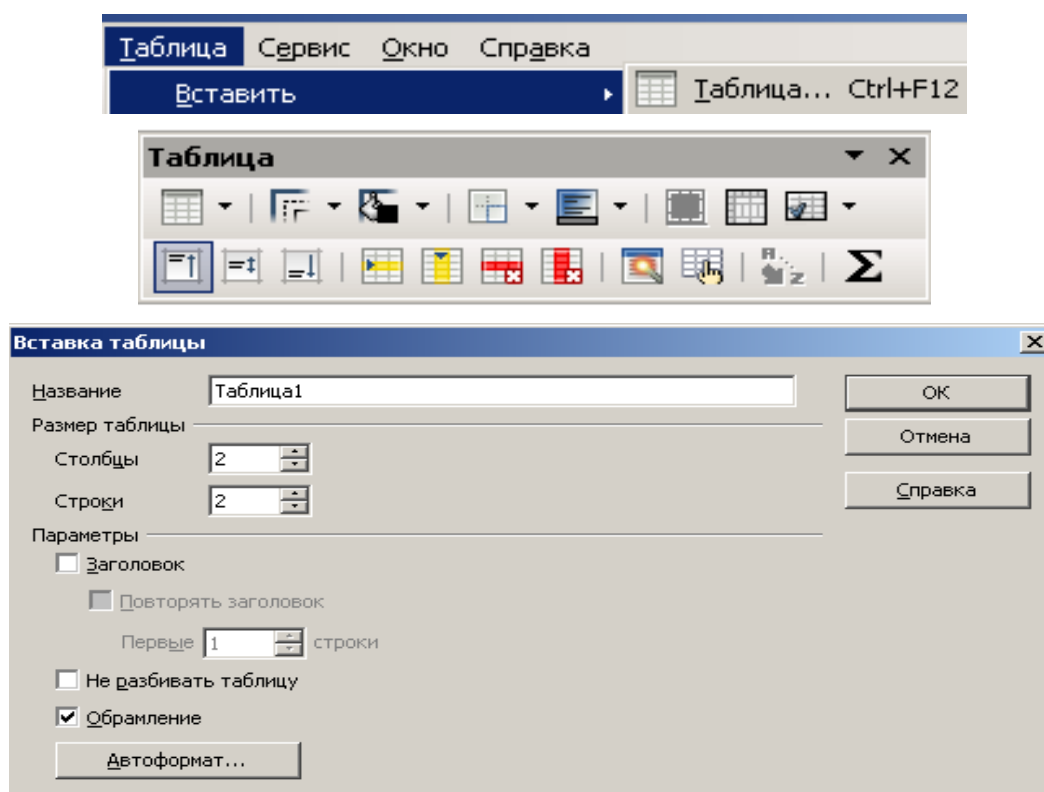 Таблица Сервис Окно Справка
Вставить Таблица... Ctrl+F12
Таблица
Вставка таблицы
Название Таблица1 ОК
Размер таблицы Отмена
Столбцы 2
Строки 2 Справка
Параметры
Заголовок
Повторять заголовок
Первые 1 строки
Не разбивать таблицу
Обрамление
Автоформат...